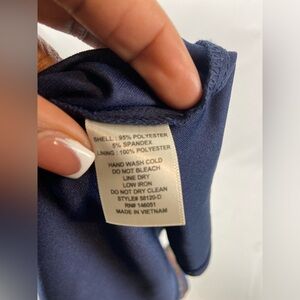 SHELL: 95% POLYESTER
5% SPANDEX
LINING: 100% POLYESTER
HAND WASH COLD
DO NOT BLEACH
LINE DRY
LOW IRON
DO NOT DRY CLEAN
STYLE# 58120-D
RN# 146051
MADE IN VIETNAM